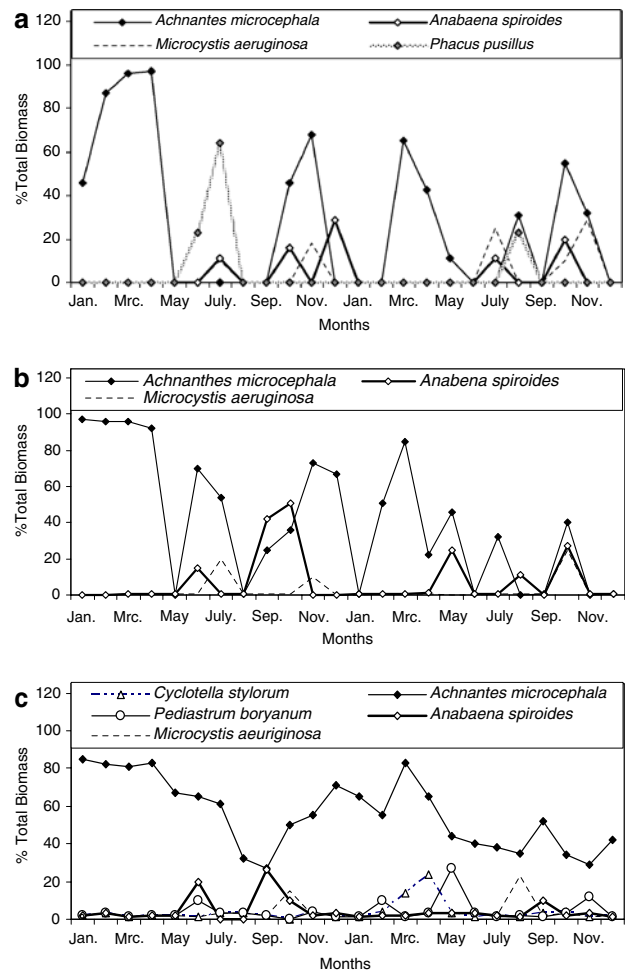 a
Achnantes microcephala
Anabaena spiroides
Microcystis aeruginosa
Phacus pusillus
120
100
80
60
40
20
0
%Total Biomass
Jan. Mrc. May July. Sep. Nov. Jan. Mrc. May July Sep. Nov.
Months
b
Achnanthes microcephala
Anabena spiroides
Microcystis aeruginosa
120
100
80
60
40
20
0
%Total Biomass
Jan. Mrc. May July. Sep. Nov. Jan. Mrc. May July Sep. Nov.
Months
c
Cyclotella stylorum
Achnantes microcephala
Pediastrum boryanum
Anabaena spiroides
Microcystis aeuriginosa
120
100
80
60
40
20
0
% Total Biomass
Jan. Mrc. May July. Sep. Nov. Jan. Mrc. May July Sep. Nov.
Months